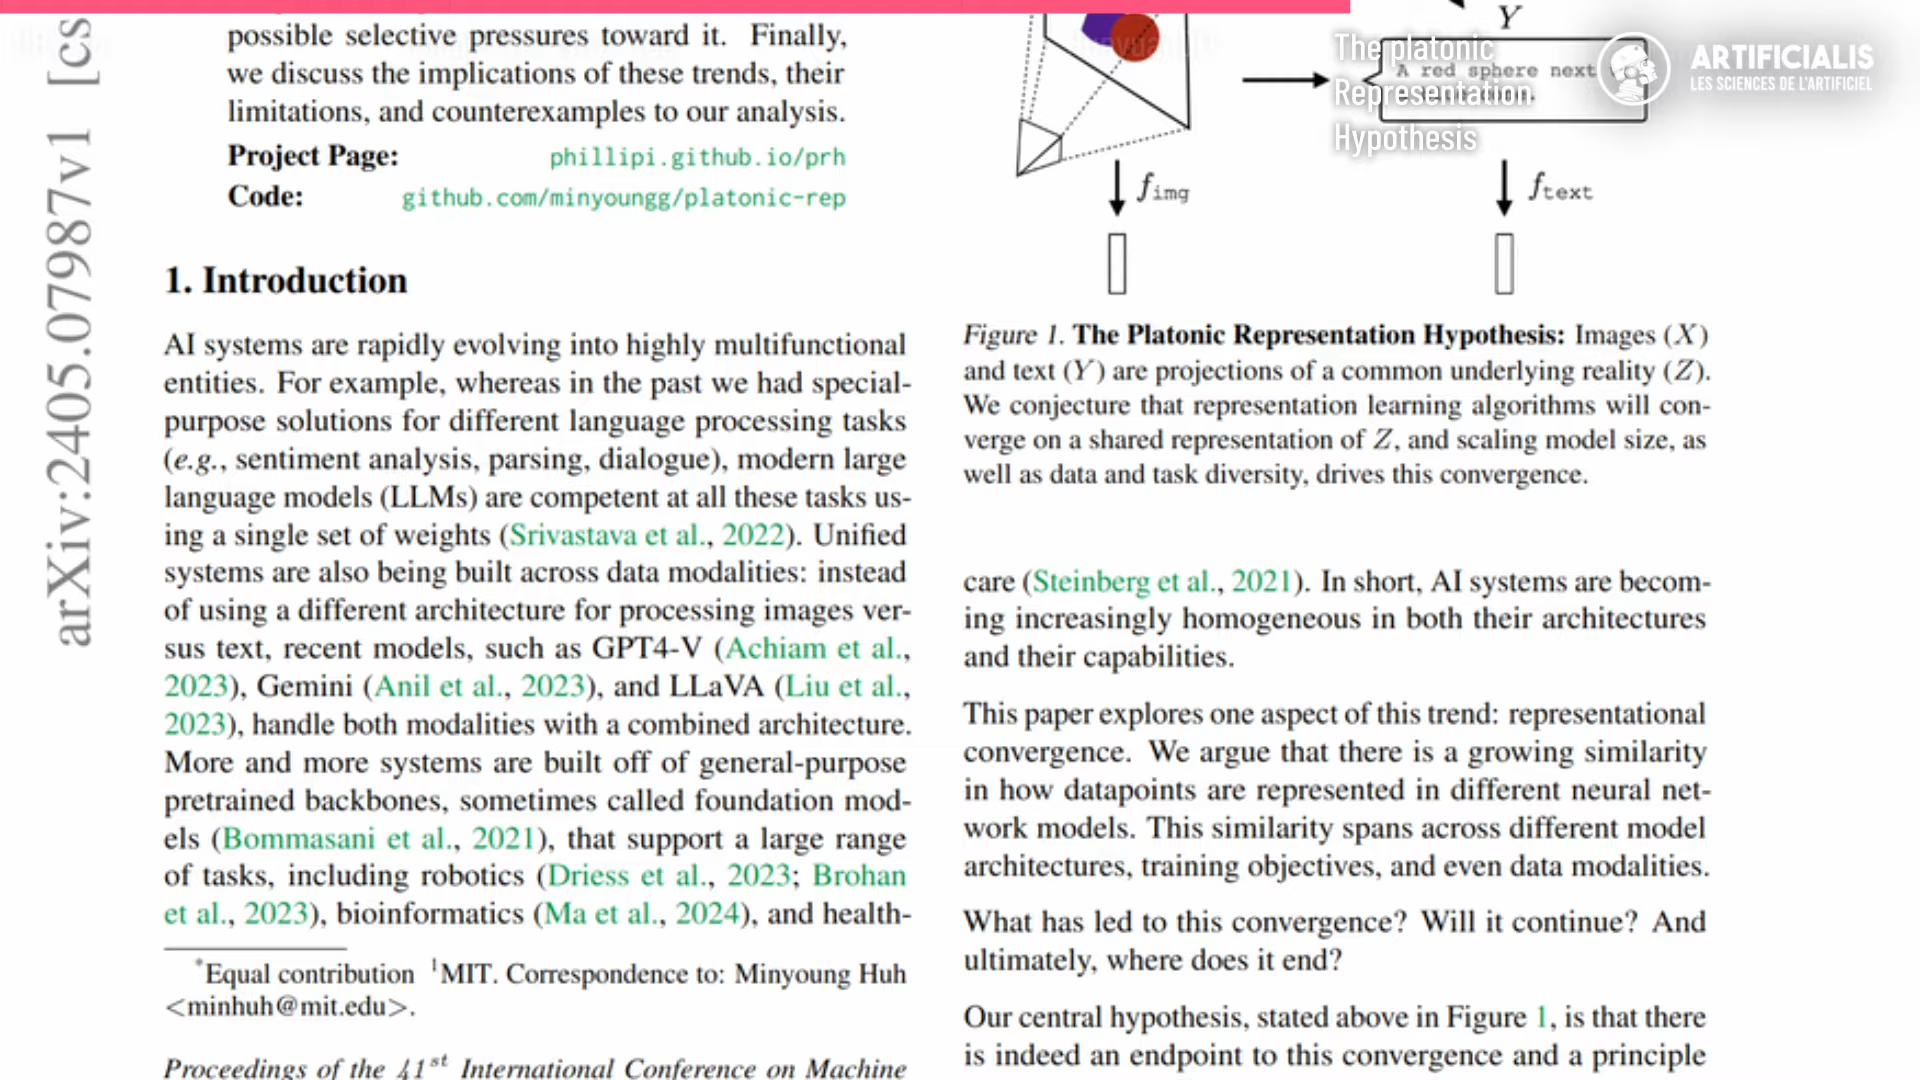 arXiv:2405.07987v1 [cs
possible selective pressures toward it. Finally,
we discuss the implications of these trends, their
limitations, and counterexamples to our analysis.
Project Page: phillipi.github.io/prh
Code: github.com/minyoungg/platonic-rep
1. Introduction
AI systems are rapidly evolving into highly multifunctional
entities. For example, whereas in the past we had special-
purpose solutions for different language processing tasks
(e.g., sentiment analysis, parsing, dialogue), modern large
language models (LLMs) are competent at all these tasks us-
ing a single set of weights (Srivastava et al., 2022). Unified
systems are also being built across data modalities: instead
of using a different architecture for processing images ver-
sus text, recent models, such as GPT4-V (Achiam et al.,
2023), Gemini (Anil et al., 2023), and LLaVA (Liu et al.,
2023), handle both modalities with a combined architecture.
More and more systems are built off of general-purpose
pretrained backbones, sometimes called foundation mod-
els (Bommasani et al., 2021), that support a large range
of tasks, including robotics (Driess et al., 2023; Brohan
et al., 2023), bioinformatics (Ma et al., 2024), and health-
*Equal contribution 1MIT. Correspondence to: Minyoung Huh
<minhuh@mit.edu>.
Proceedings of the 41st International Conference on Machine
Y
A red sphere next
The platonic
Representation
Hypothesis
ARTIFICIALIS
LES SCIENCES DE L'ARTIFICIEL
fimg
ftext
Figure 1. The Platonic Representation Hypothesis: Images (X)
and text (Y) are projections of a common underlying reality (Z).
We conjecture that representation learning algorithms will con-
verge on a shared representation of Z, and scaling model size, as
well as data and task diversity, drives this convergence.
care (Steinberg et al., 2021). In short, AI systems are becom-
ing increasingly homogeneous in both their architectures
and their capabilities.
This paper explores one aspect of this trend: representational
convergence. We argue that there is a growing similarity
in how datapoints are represented in different neural net-
work models. This similarity spans across different model
architectures, training objectives, and even data modalities.
What has led to this convergence? Will it continue? And
ultimately, where does it end?
Our central hypothesis, stated above in Figure 1, is that there
is indeed an endpoint to this convergence and a principle